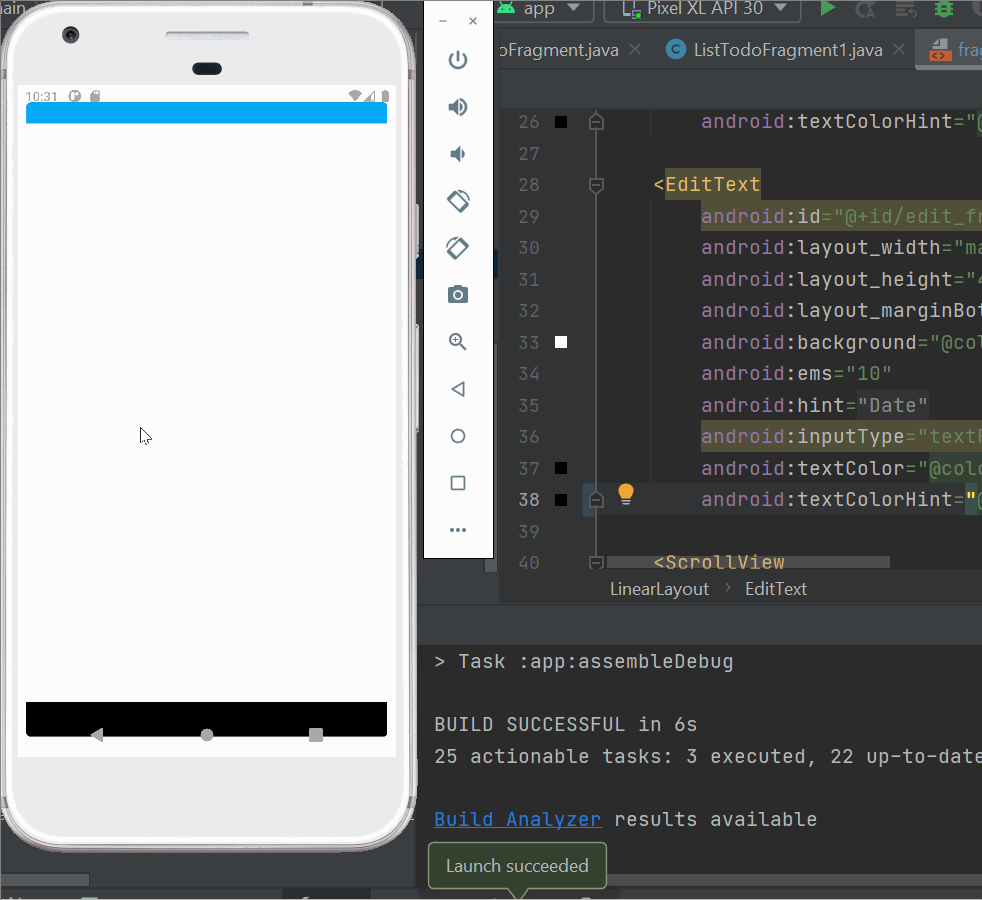 10:31
app
Pixel XL API 30
oFragment.java
ListTodoFragment1.java
26 android:textColorHint="@
27
28 <EditText
29 android:id="@+id/edit_fr
30 android:layout_width="ma
31 android:layout_height="4
32 android:layout_marginBot
33 android:background="@col
34 android:ems="10"
35 android:hint="Date"
36 android:inputType="textP
37 android:textColor="@colo
38 android:textColorHint="@
39
40 <ScrollView
LinearLayout > EditText
> Task :app:assembleDebug
BUILD SUCCESSFUL in 6s
25 actionable tasks: 3 executed, 22 up-to-date
Build Analyzer results available
Launch succeeded